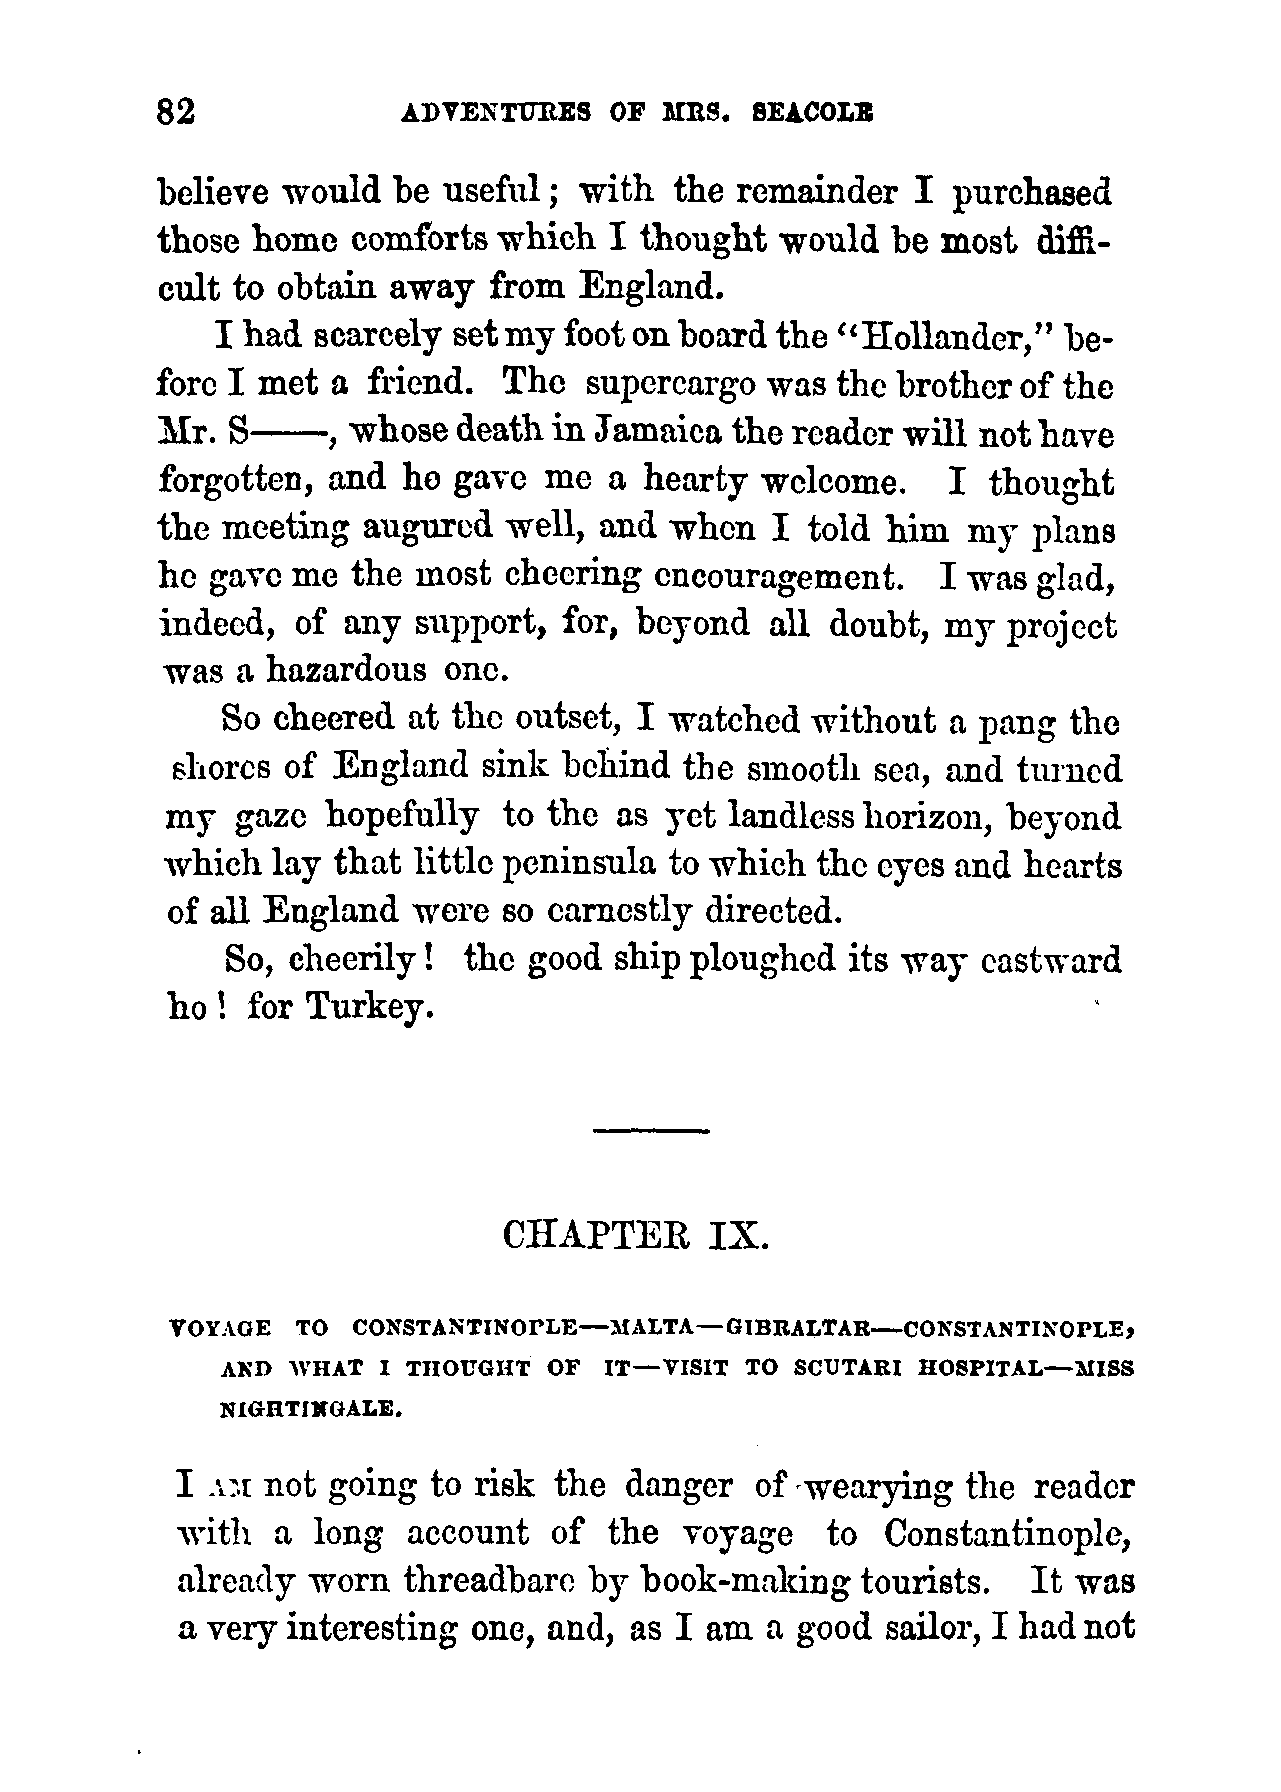 82 ADVENTURES OF MRS. SEACOLE
believe would be useful; with the remainder I purchased
those home comforts which I thought would be most diffi-
cult to obtain away from England.
I had scarcely set my foot on board the “Hollander,” be-
fore I met a friend. The supercargo was the brother of the
Mr. S——, whose death in Jamaica the reader will not have
forgotten, and he gave me a hearty welcome. I thought
the meeting augured well, and when I told him my plans
he gave me the most cheering encouragement. I was glad,
indeed, of any support, for, beyond all doubt, my project
was a hazardous one.
So cheered at the outset, I watched without a pang the
shores of England sink behind the smooth sea, and turned
my gaze hopefully to the as yet landless horizon, beyond
which lay that little peninsula to which the eyes and hearts
of all England were so earnestly directed.
So, cheerily! the good ship ploughed its way eastward
ho! for Turkey.
CHAPTER IX.
VOYAGE TO CONSTANTINOPLE—MALTA—GIBRALTAR—CONSTANTINOPLE,
AND WHAT I THOUGHT OF IT—VISIT TO SCUTARI HOSPITAL—MISS
NIGHTINGALE.
I AM not going to risk the danger of wearying the reader
with a long account of the voyage to Constantinople,
already worn threadbare by book-making tourists. It was
a very interesting one, and, as I am a good sailor, I had not